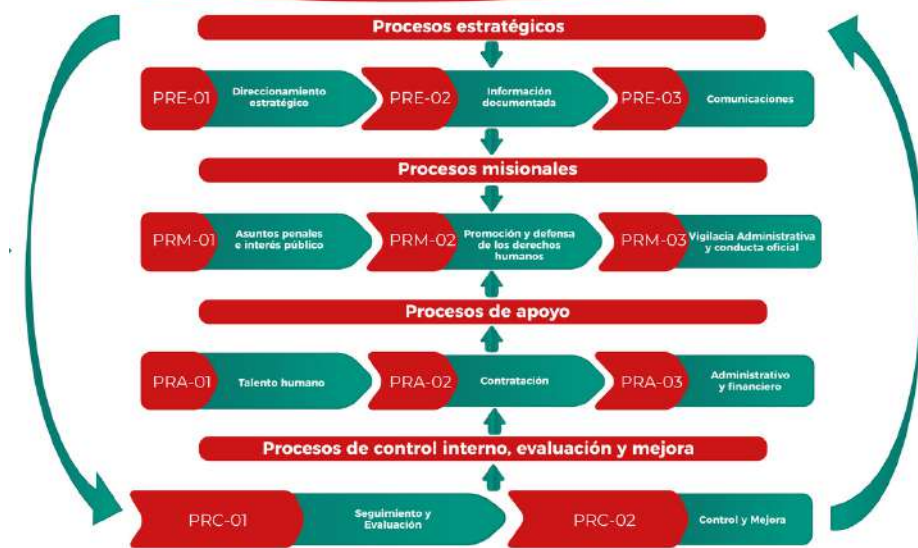 Procesos estratégicos
PRE-01
Direccionamiento
estratégico
PRE-02
Información
documentada
PRE-03
Comunicaciones
Procesos misionales
PRM-01
Asuntos penales
e interés público
PRM-02
Promoción y defensa
de los derechos
humanos
PRM-03
Vigilacia Administrativa
y conducta oficial
Procesos de apoyo
PRA-01
Talento humano
PRA-02
Contratación
PRA-03
Administrativo
y financiero
Procesos de control interno, evaluación y mejora
PRC-01
Seguimiento y
Evaluación
PRC-02
Control y Mejora